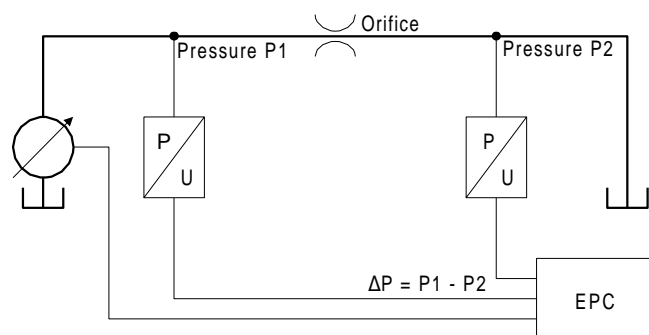 Orifice
Pressure P1
Pressure P2
P
U
P
U
ΔP = P1 - P2
EPC